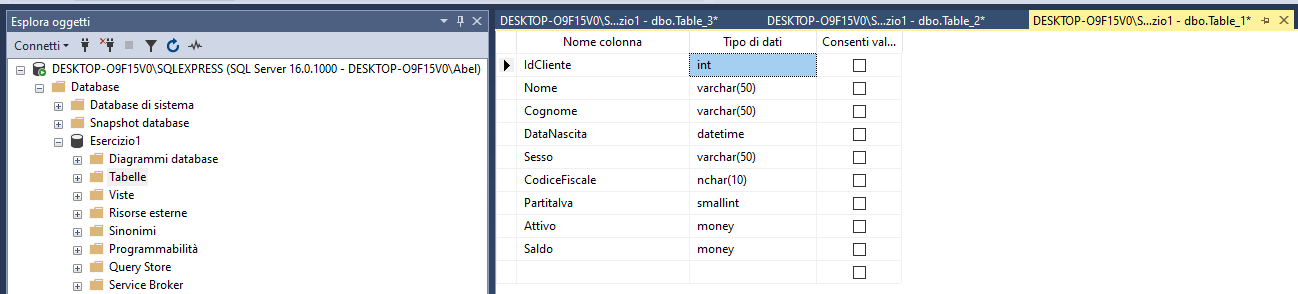 Esplora oggetti
Connetti
DESKTOP-O9F15V0\SQLEXPRESS (SQL Server 16.0.1000 - DESKTOP-O9F15V0\Abel)
Database
Database di sistema
Snapshot database
Esercizio1
Diagrammi database
Tabelle
Viste
Risorse esterne
Sinonimi
Programmabilità
Query Store
Service Broker
DESKTOP-O9F15V0\S...zio1 - dbo.Table_3* DESKTOP-O9F15V0\S...zio1 - dbo.Table_2* DESKTOP-O9F15V0\S...zio1 - dbo.Table_1*
Nome colonna Tipo di dati Consenti val...
IdCliente int
Nome varchar(50)
Cognome varchar(50)
DataNascita datetime
Sesso varchar(50)
CodiceFiscale nchar(10)
PartitaIva smallint
Attivo money
Saldo money